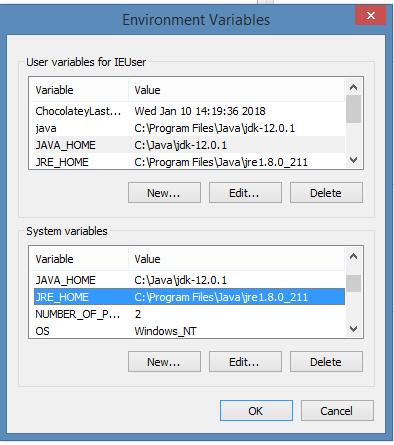 Environment Variables
User variables for IEUser
Variable Value
ChocolateyLast... Wed Jan 10 14:19:36 2018
java C:\Program Files\Java\jdk-12.0.1
JAVA_HOME C:\Java\jdk-12.0.1
JRE_HOME C:\Program Files\Java\jre1.8.0_211
New... Edit... Delete
System variables
Variable Value
JAVA_HOME C:\Java\jdk-12.0.1
JRE_HOME C:\Program Files\Java\jre1.8.0_211
NUMBER_OF_P... 2
OS Windows_NT
New... Edit... Delete
OK Cancel